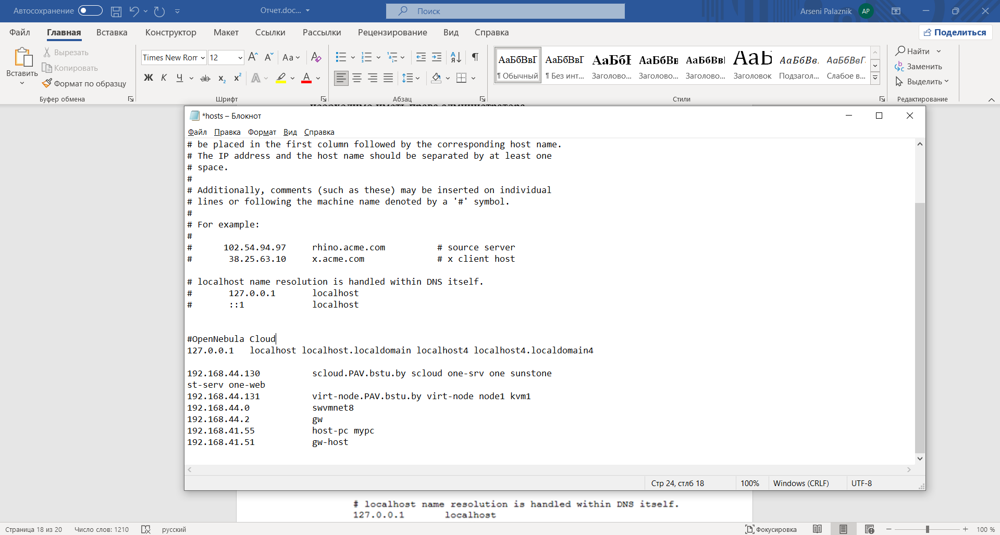 Автосохранение
Отчет.doc...
Поиск
Arseni Palaznik AP
Файл Главная Вставка Конструктор Макет Ссылки Рассылки Рецензирование Вид Справка Поделиться
Вставить
Вырезать
Копировать
Формат по образцу
Буфер обмена
Times New Rom 12
Шрифт
Абзац
АаБбВвГ АаБбВвГ АаБбІ АаБбВв АаБбВвІ АаБ АаБбВв. АаБбВвГ
¶ Обычный ¶ Без инт... Заголово... Заголово... Заголово... Заголовок Подзагол... Слабое в...
Стили
Найти
Заменить
Выделить
Редактирование
необходимо иметь права администратора
*hosts – Блокнот
Файл Правка Формат Вид Справка
# be placed in the first column followed by the corresponding host name.
# The IP address and the host name should be separated by at least one
# space.
#
# Additionally, comments (such as these) may be inserted on individual
# lines or following the machine name denoted by a '#' symbol.
#
# For example:
#
# 102.54.94.97 rhino.acme.com # source server
# 38.25.63.10 x.acme.com # x client host
# localhost name resolution is handled within DNS itself.
# 127.0.0.1 localhost
# ::1 localhost
#OpenNebula Cloud
127.0.0.1 localhost localhost.localdomain localhost4 localhost4.localdomain4
192.168.44.130 scloud.PAV.bstu.by scloud one-srv one sunstone
st-serv one-web
192.168.44.131 virt-node.PAV.bstu.by virt-node node1 kvm1
192.168.44.0 swvmnet8
192.168.44.2 gw
192.168.41.55 host-pc mypc
192.168.41.51 gw-host
Стр 24, стлб 18 100% Windows (CRLF) UTF-8
# localhost name resolution is handled within DNS itself.
127.0.0.1 localhost
Страница 18 из 20 Число слов: 1210 русский Фокусировка 100 %